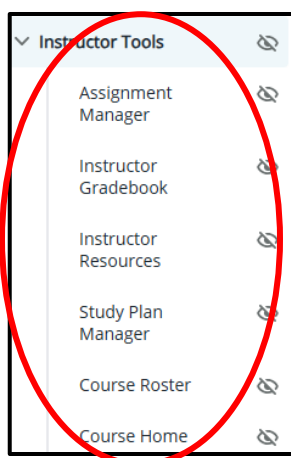 Instructor Tools
Assignment
Manager
Instructor
Gradebook
Instructor
Resources
Study Plan
Manager
Course Roster
Course Home